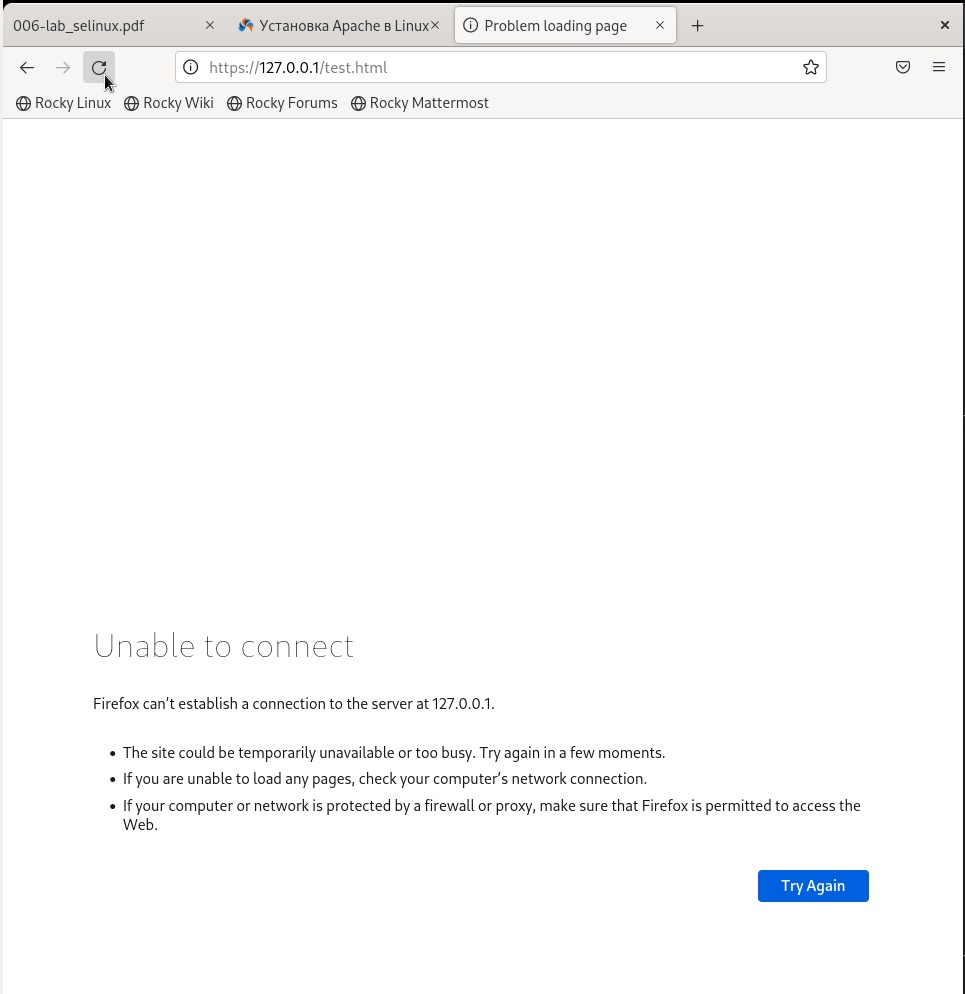 006-lab_selinux.pdf
Установка Apache в Linux
Problem loading page
https://127.0.0.1/test.html
Rocky Linux
Rocky Wiki
Rocky Forums
Rocky Mattermost
Unable to connect
Firefox can’t establish a connection to the server at 127.0.0.1.
• The site could be temporarily unavailable or too busy. Try again in a few moments.
• If you are unable to load any pages, check your computer’s network connection.
• If your computer or network is protected by a firewall or proxy, make sure that Firefox is permitted to access the
Web.
Try Again